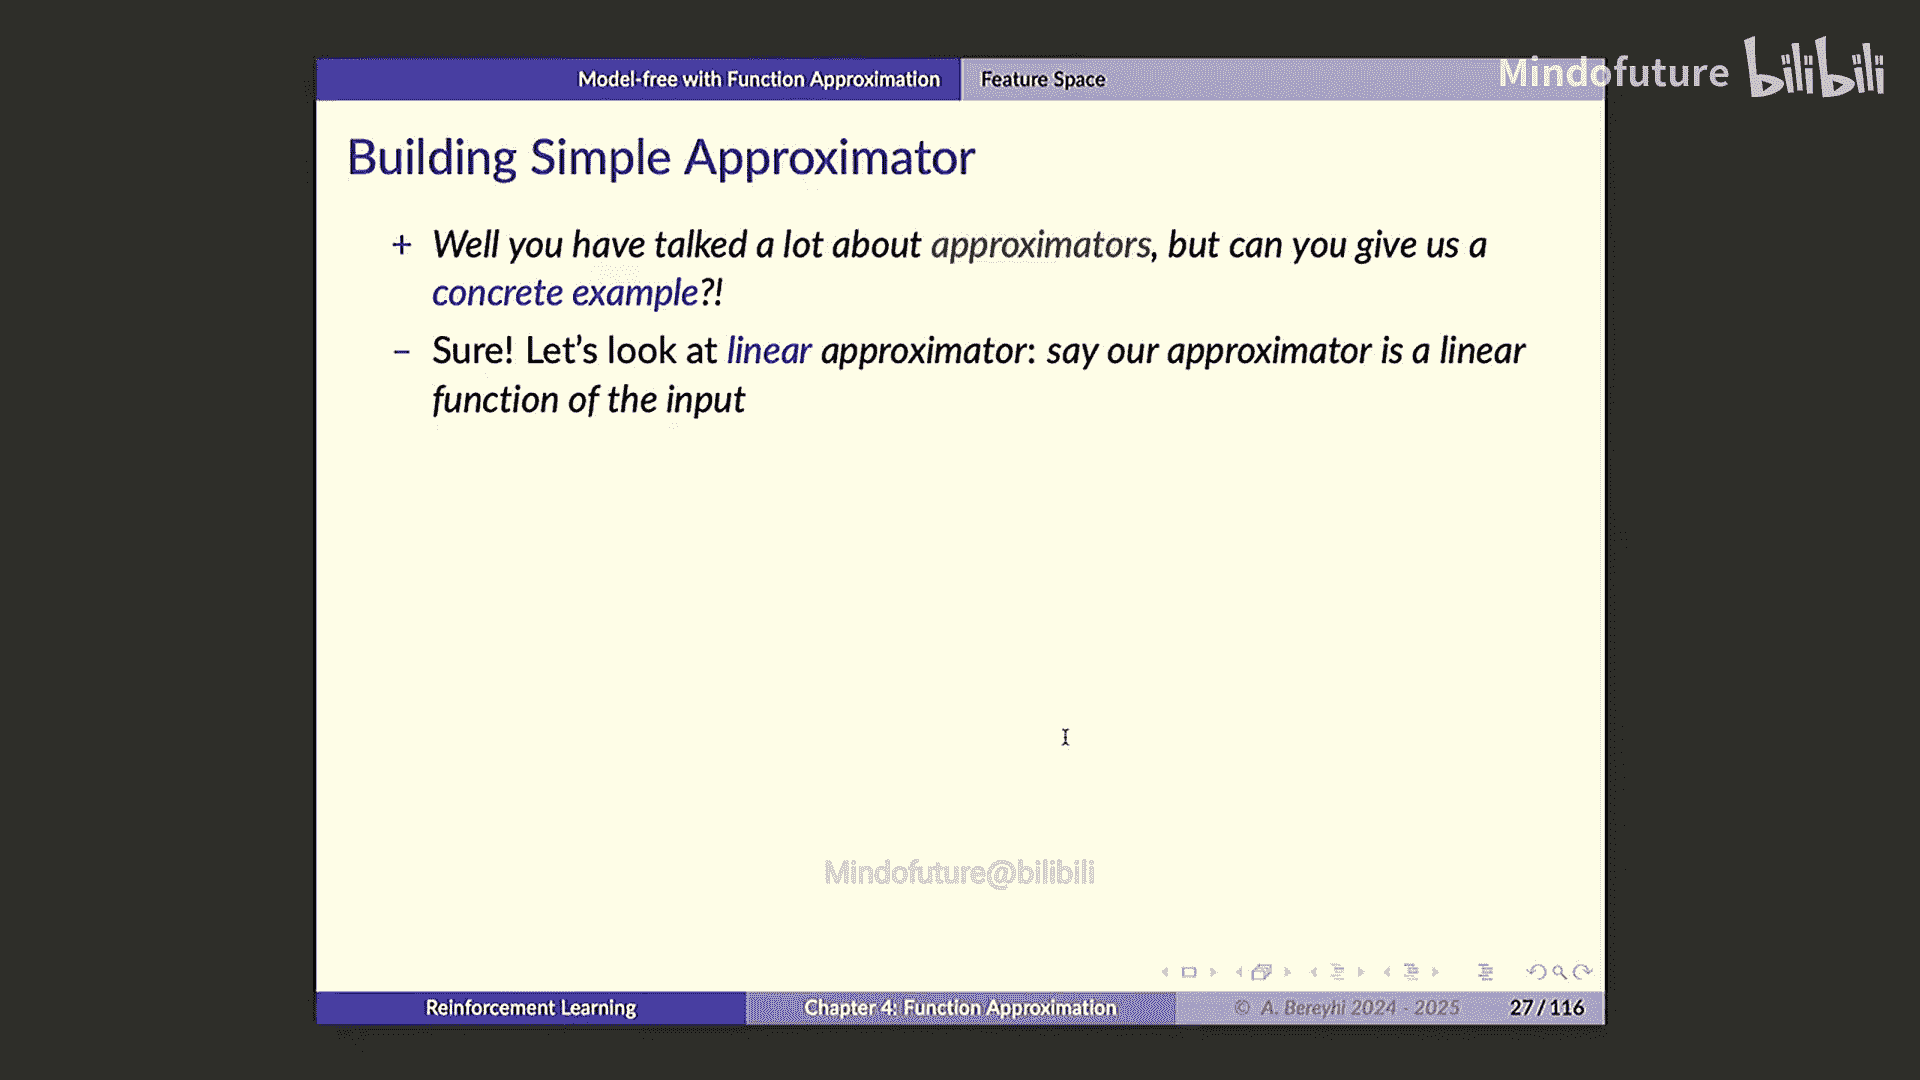 Model-free with Function Approximation Feature Space
Mindofuture bilibili
Building Simple Approximator
+ Well you have talked a lot about approximators, but can you give us a
concrete example?!
– Sure! Let's look at linear approximator: say our approximator is a linear
function of the input
Mindofuture@bilibili
Reinforcement Learning Chapter 4: Function Approximation © A. Bereyhi 2024 - 2025 27 / 116